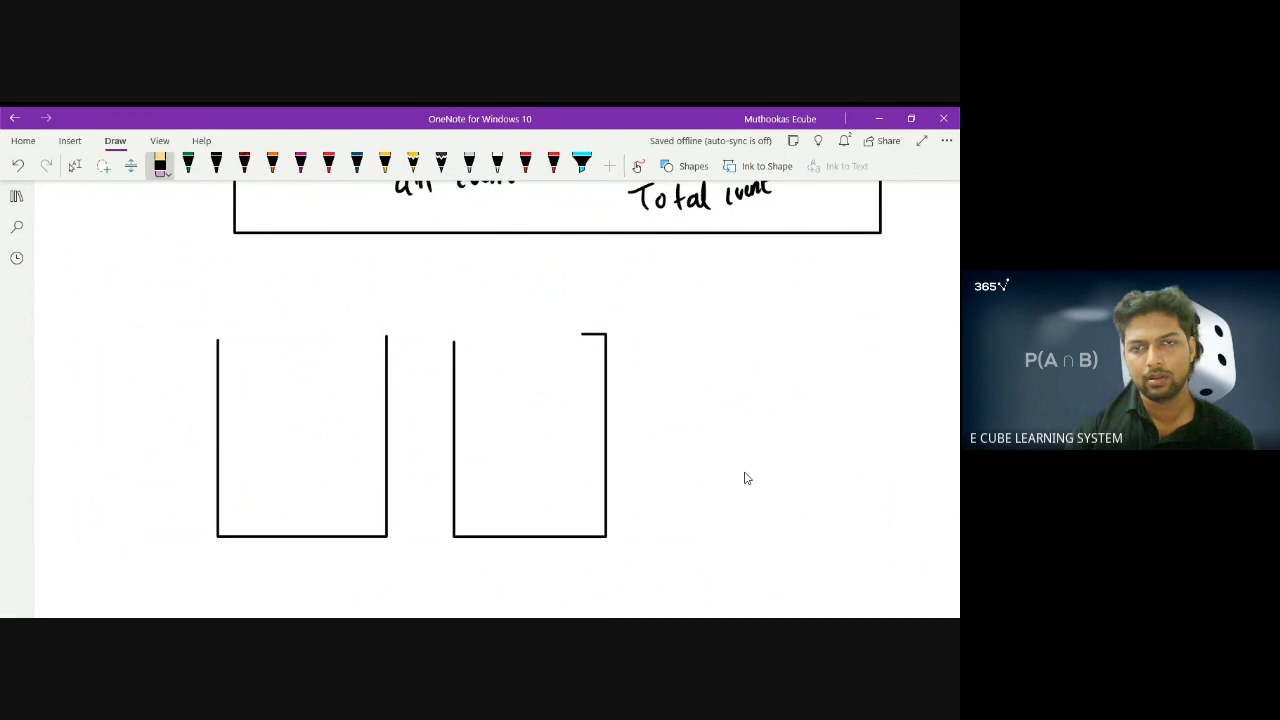 OneNote for Windows 10
Muthookas Ecube
Home Insert Draw View Help
Saved offline (auto-sync is off)
2
Share
Shapes
Ink to Shape
Ink to Text
Total
365
P(A ∩ B)
E CUBE LEARNING SYSTEM